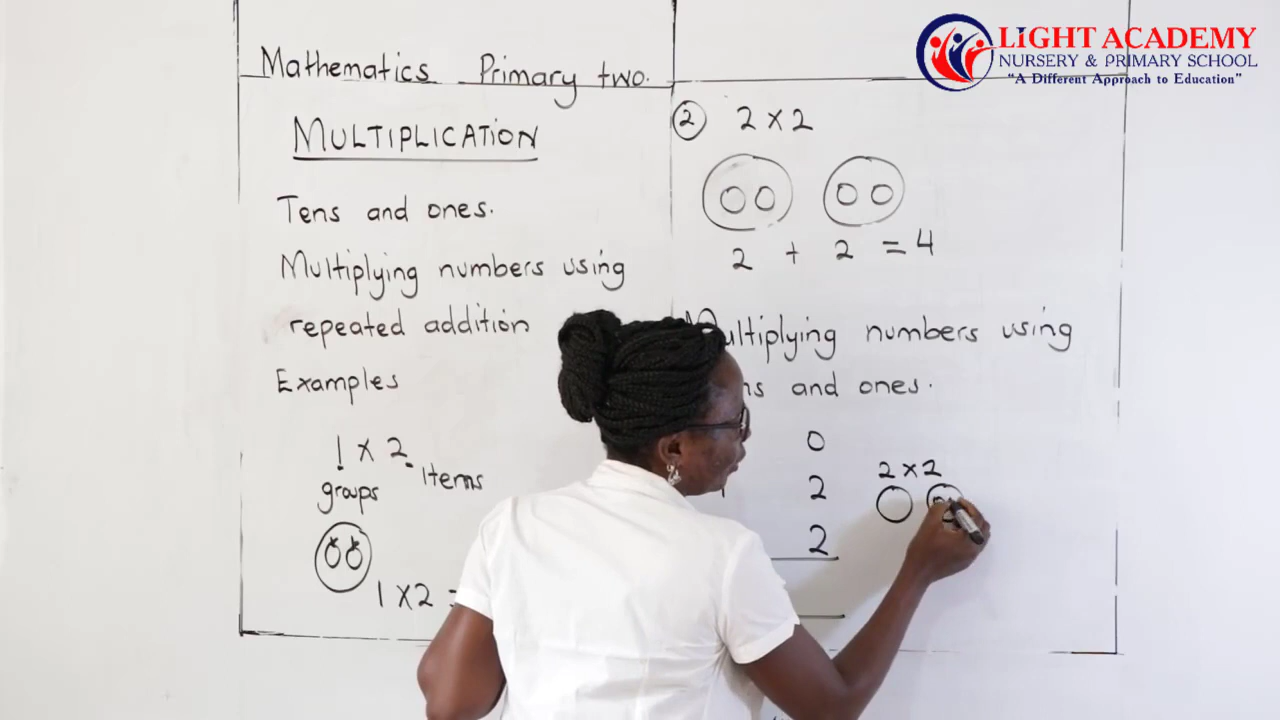 LIGHT ACADEMY
NURSERY & PRIMARY SCHOOL
"A Different Approach to Education"
Mathematics Primary two.
MULTIPLICATION
Tens and ones.
Multiplying numbers using
repeated addition
Examples
1 x 2
groups
Items
1 x 2
② 2 x 2
2 + 2 = 4
Multiplying numbers using
and ones.
0
2
2
2 x 2